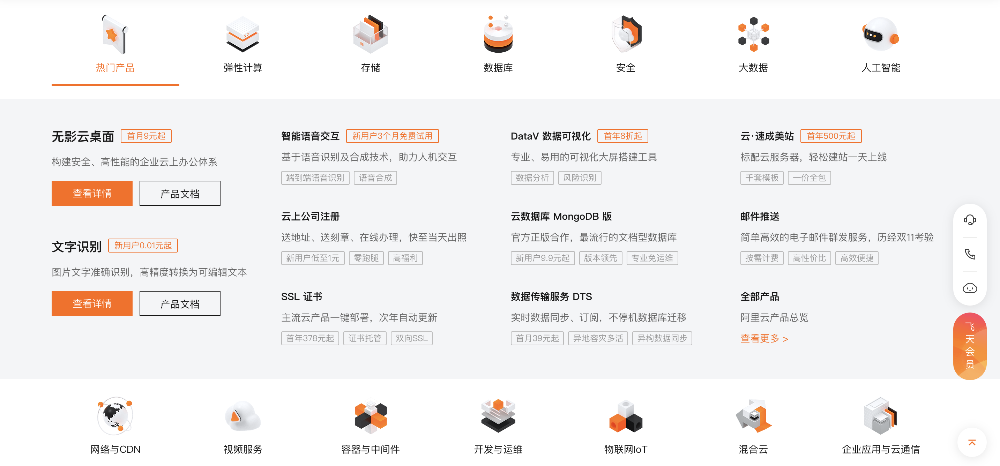 热门产品
弹性计算
存储
数据库
安全
大数据
人工智能
无影云桌面 首月9元起
构建安全、高性能的企业云上办公体系
查看详情 产品文档
文字识别 新用户0.01元起
图片文字准确识别，高精度转换为可编辑文本
查看详情 产品文档
智能语音交互 新用户3个月免费试用
基于语音识别及合成技术，助力人机交互
端到端语音识别 语音合成
云上公司注册
送地址、送刻章、在线办理，快至当天出照
新用户低至1元 零跑腿 高福利
SSL 证书
主流云产品一键部署，次年自动更新
首年378元起 证书托管 双向SSL
DataV 数据可视化 首年8折起
专业、易用的可视化大屏搭建工具
数据分析 风险识别
云数据库 MongoDB 版
官方正版合作，最流行的文档型数据库
新用户9.9元起 版本领先 专业免运维
数据传输服务 DTS
实时数据同步、订阅，不停机数据库迁移
首月39元起 异地容灾多活 异构数据同步
云·速成美站 首年500元起
标配云服务器，轻松建站一天上线
千套模板 一价全包
邮件推送
简单高效的电子邮件群发服务，历经双11考验
按需计费 高性价比 高效便捷
全部产品
阿里云产品总览
查看更多 >
飞天会员
网络与CDN
视频服务
容器与中间件
开发与运维
物联网IoT
混合云
企业应用与云通信